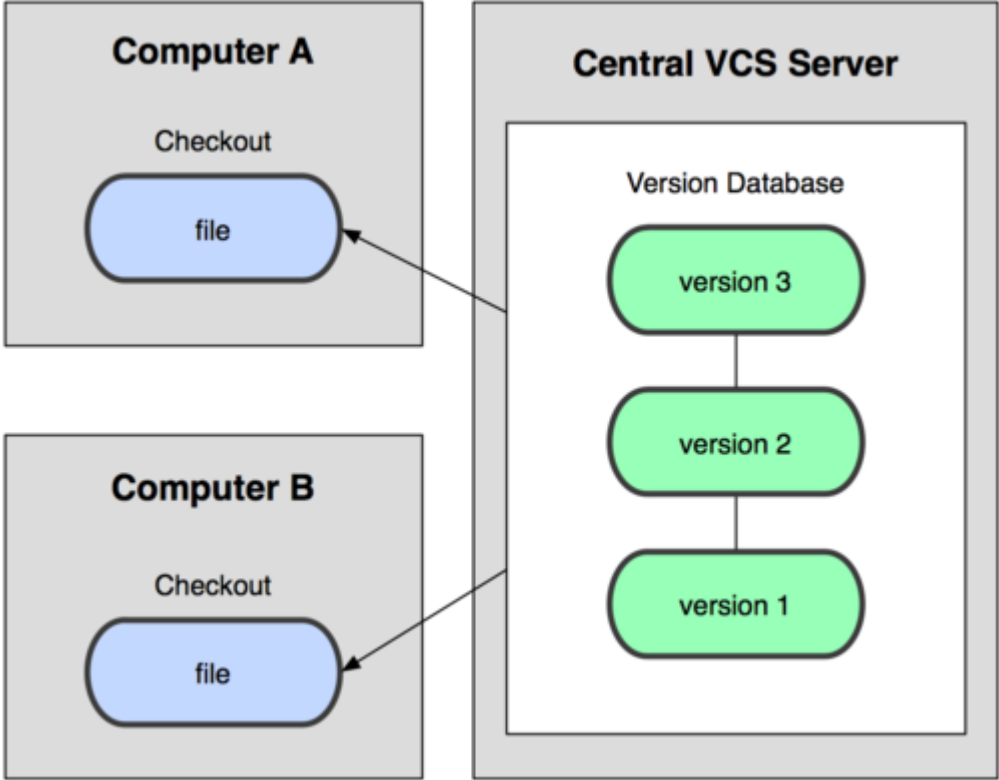 Computer A
Checkout
file
Computer B
Checkout
file
Central VCS Server
Version Database
version 3
version 2
version 1